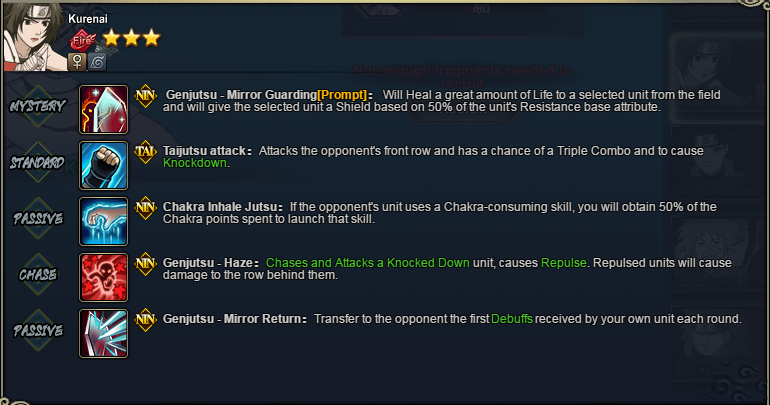 180
Kurenai
Fire
Not enough fragments needed to
MYSTERY
NIN Genjutsu - Mirror Guarding[Prompt]: Will Heal a great amount of Life to a selected unit from the field
and will give the selected unit a Shield based on 50% of the unit's Resistance base attribute.
STANDARD
TAI Taijutsu attack: Attacks the opponent's front row and has a chance of a Triple Combo and to cause
Knockdown.
PASSIVE
NIN Chakra Inhale Jutsu: If the opponent's unit uses a Chakra-consuming skill, you will obtain 50% of the
Chakra points spent to launch that skill.
CHASE
NIN Genjutsu - Haze: Chases and Attacks a Knocked Down unit, causes Repulse. Repulsed units will cause
damage to the row behind them.
PASSIVE
NIN Genjutsu - Mirror Return: Transfer to the opponent the first Debuffs received by your own unit each round.